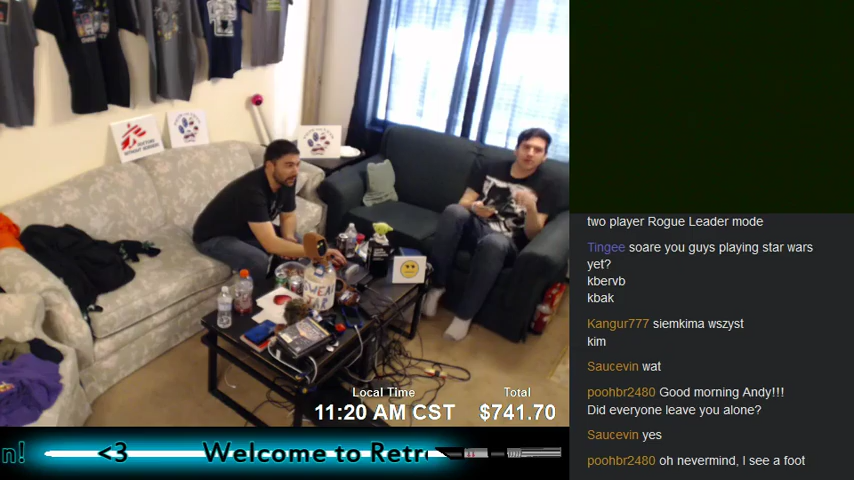 SWEAR
JAR
Local Time
11:20 AM CST
Total
$741.70
n!
<3
Welcome to Retr
two player Rogue Leader mode
Tingee soare you guys playing star wars
yet?
kbervb
kbak
Kangur777 siemkima wszyst
kim
Saucevin wat
poohbr2480 Good morning Andy!!!
Did everyone leave you alone?
Saucevin yes
poohbr2480 oh nevermind, I see a foot